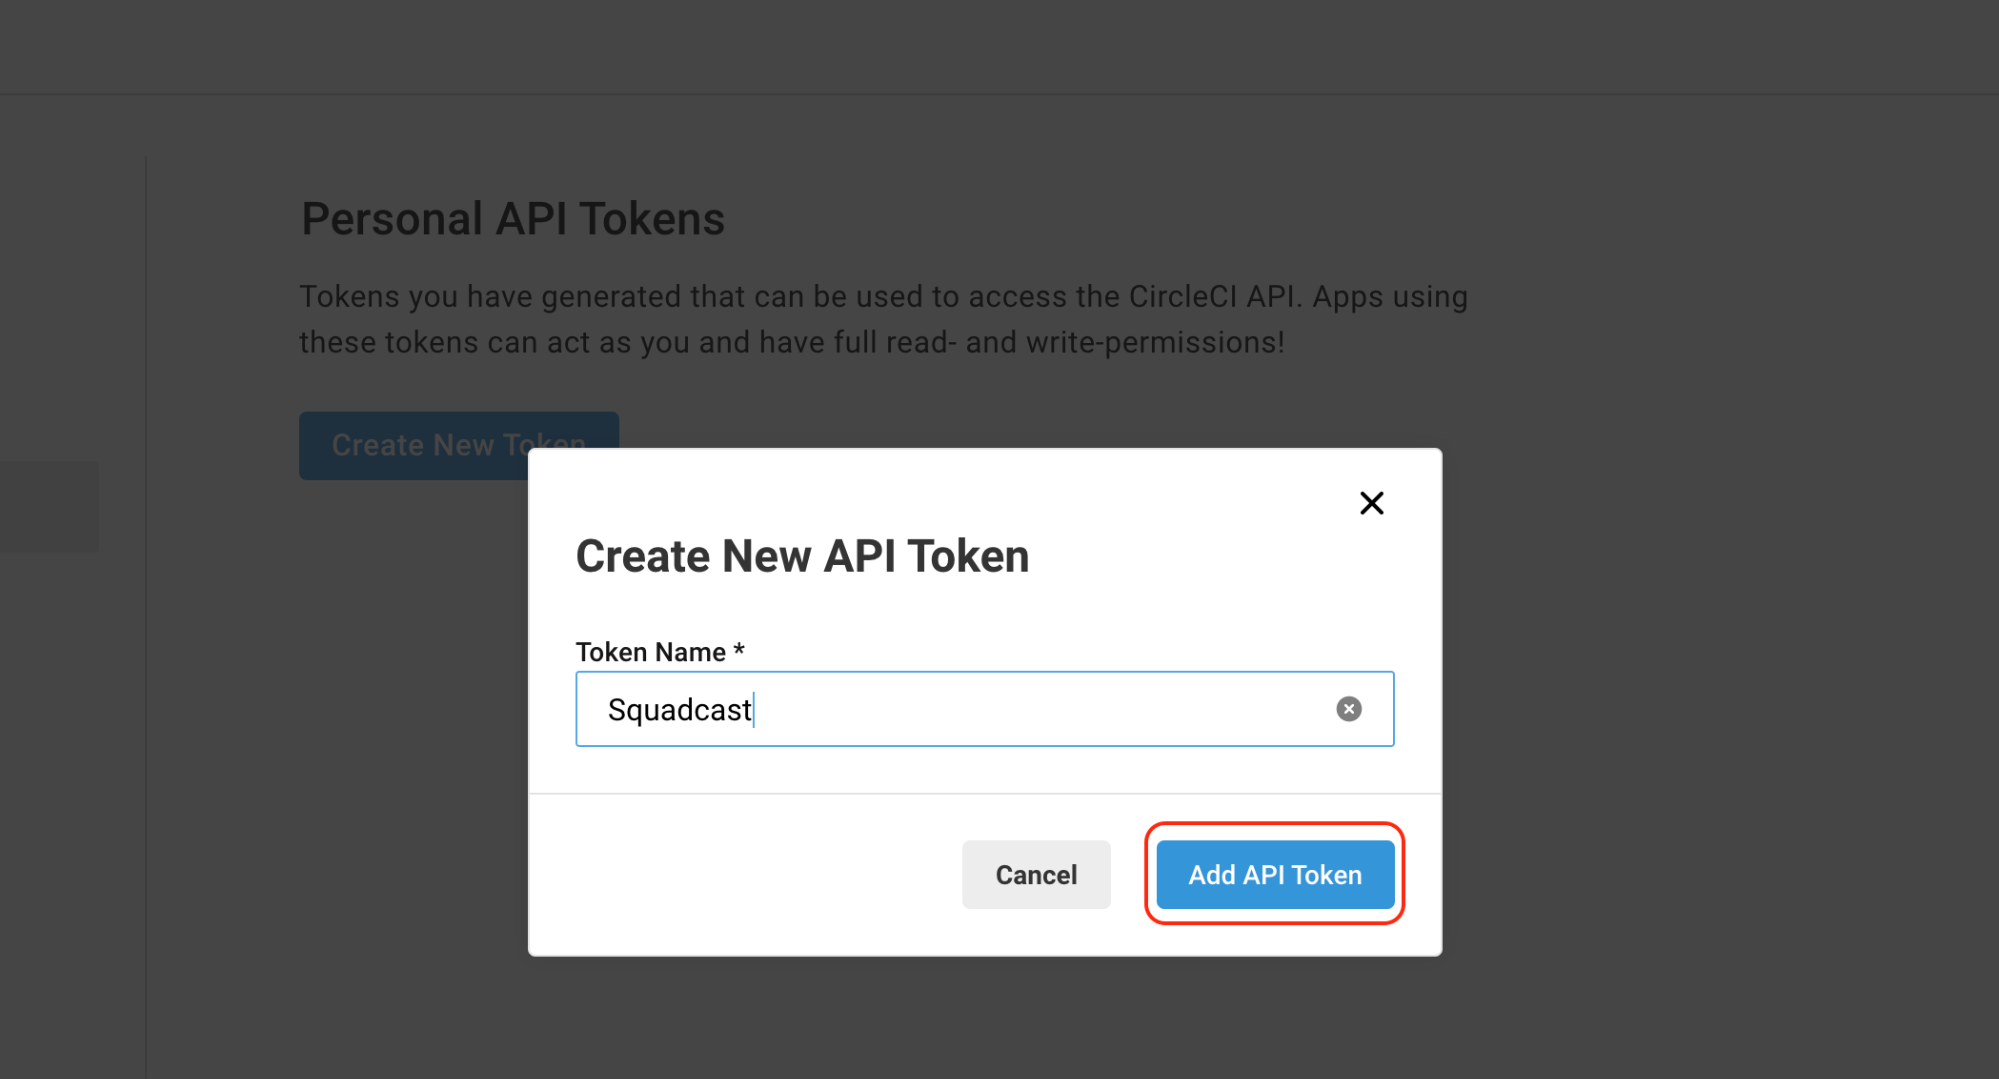 Personal API Tokens
Tokens you have generated that can be used to access the CircleCI API. Apps using
these tokens can act as you and have full read- and write-permissions!
Create New Token
Create New API Token
Token Name *
Squadcast
Cancel
Add API Token